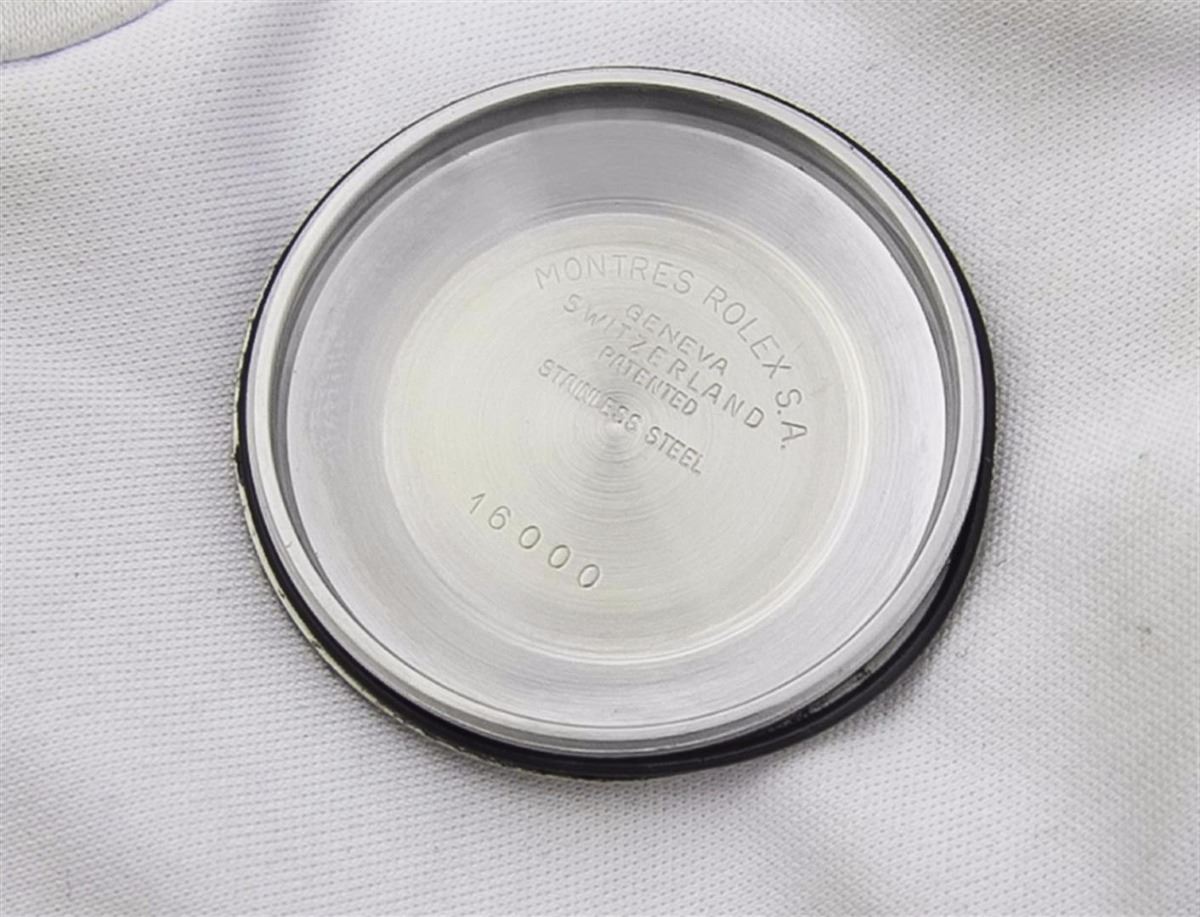 MONTRES ROLEX S.A.
GENEVA
SWITZERLAND
PATENTED
STAINLESS STEEL
16000